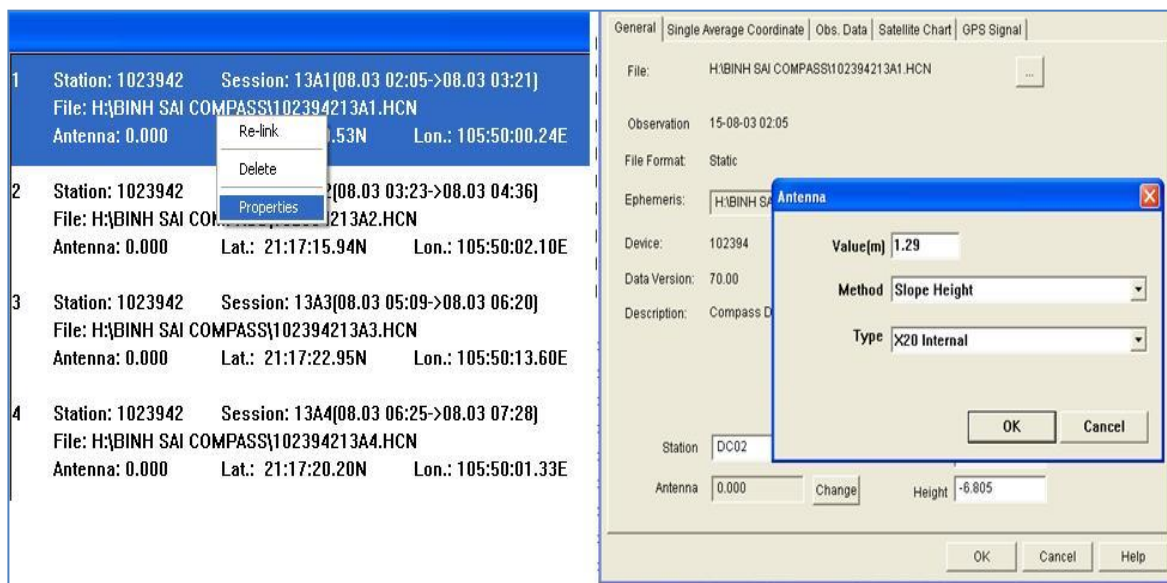 1 Station: 1023942 Session: 13A1(08.03 02:05->08.03 03:21)
File: H:\BINH SAI COMPASS\102394213A1.HCN
Antenna: 0.000 .53N Lon.: 105:50:00.24E
Re-link
Delete
Properties
2 Station: 1023942 (08.03 03:23->08.03 04:36)
File: H:\BINH SAI 213A2.HCN
Antenna: 0.000 Lat.: 21:17:15.94N Lon.: 105:50:02.10E
3 Station: 1023942 Session: 13A3(08.03 05:09->08.03 06:20)
File: H:\BINH SAI COMPASS\102394213A3.HCN
Antenna: 0.000 Lat.: 21:17:22.95N Lon.: 105:50:13.60E
4 Station: 1023942 Session: 13A4(08.03 06:25->08.03 07:28)
File: H:\BINH SAI COMPASS\102394213A4.HCN
Antenna: 0.000 Lat.: 21:17:20.20N Lon.: 105:50:01.33E
General Single Average Coordinate Obs. Data Satellite Chart GPS Signal
File: H:\BINH SAI COMPASS\102394213A1.HCN ...
Observation 15-08-03 02:05
File Format: Static
Ephemeris: H:\BINH SA
Device: 102394
Data Version: 70.00
Description: Compass D
Antenna
Value(m) 1.29
Method Slope Height
Type X20 Internal
OK Cancel
Station DC02
Antenna 0.000 Change Height -6.805
OK Cancel Help